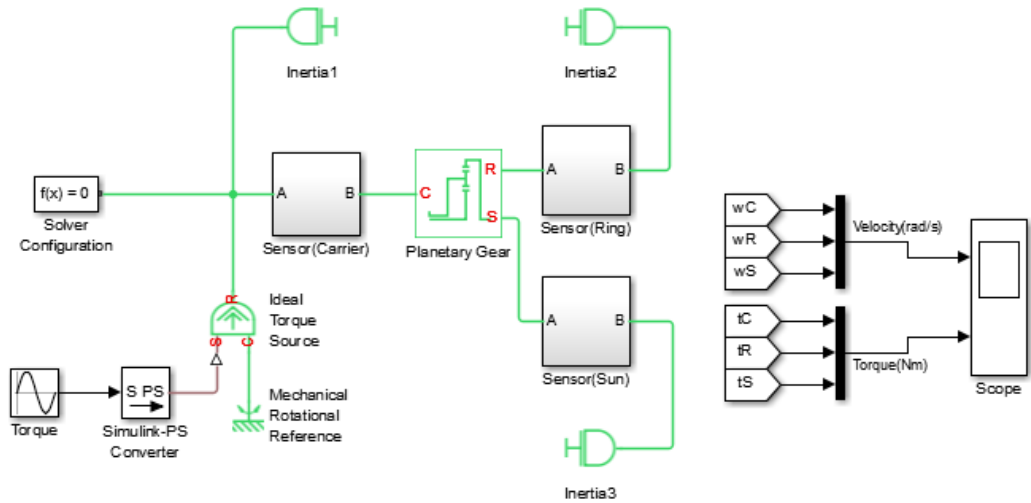 Inertia1
Inertia2
f(x) = 0
Solver
Configuration
A
B
Sensor(Carrier)
C
R
S
Planetary Gear
A
B
Sensor(Ring)
A
B
Sensor(Sun)
Inertia3
R
S
C
Ideal
Torque
Source
Torque
S PS
Simulink-PS
Converter
Mechanical
Rotational
Reference
wC
wR
wS
Velocity(rad/s)
tC
tR
tS
Torque(Nm)
Scope